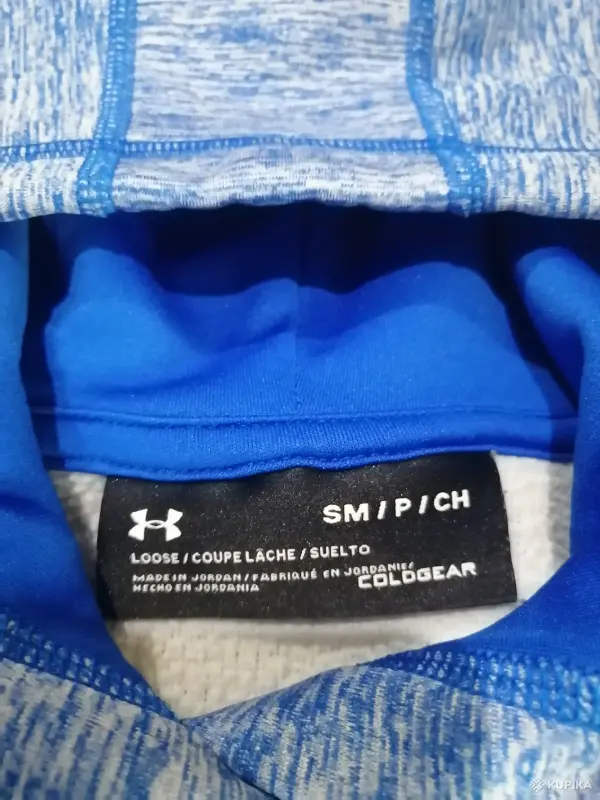 SM / P / CH
LOOSE / COUPE LÂCHE / SUELTO
MADE IN JORDAN / FABRIQUÉ EN JORDANIE/
HECHO EN JORDANIA
COLDGEAR
KUPIKA